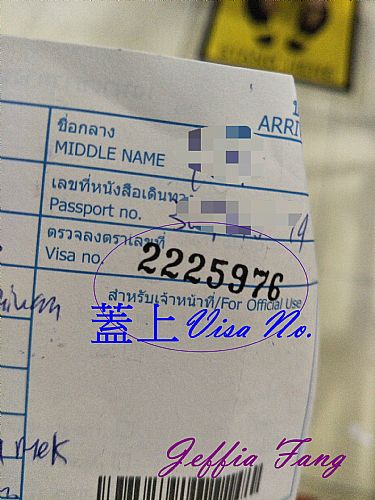 ARRI
ชื่อกลาง
MIDDLE NAME
เลขที่หนังสือเดินทาง
Passport no.
ตรวจลงตราเลขที่
Visa no.
2225976
สำหรับเจ้าหน้าที่/For Official Use
蓋上Visa No.
Jeffia Fang